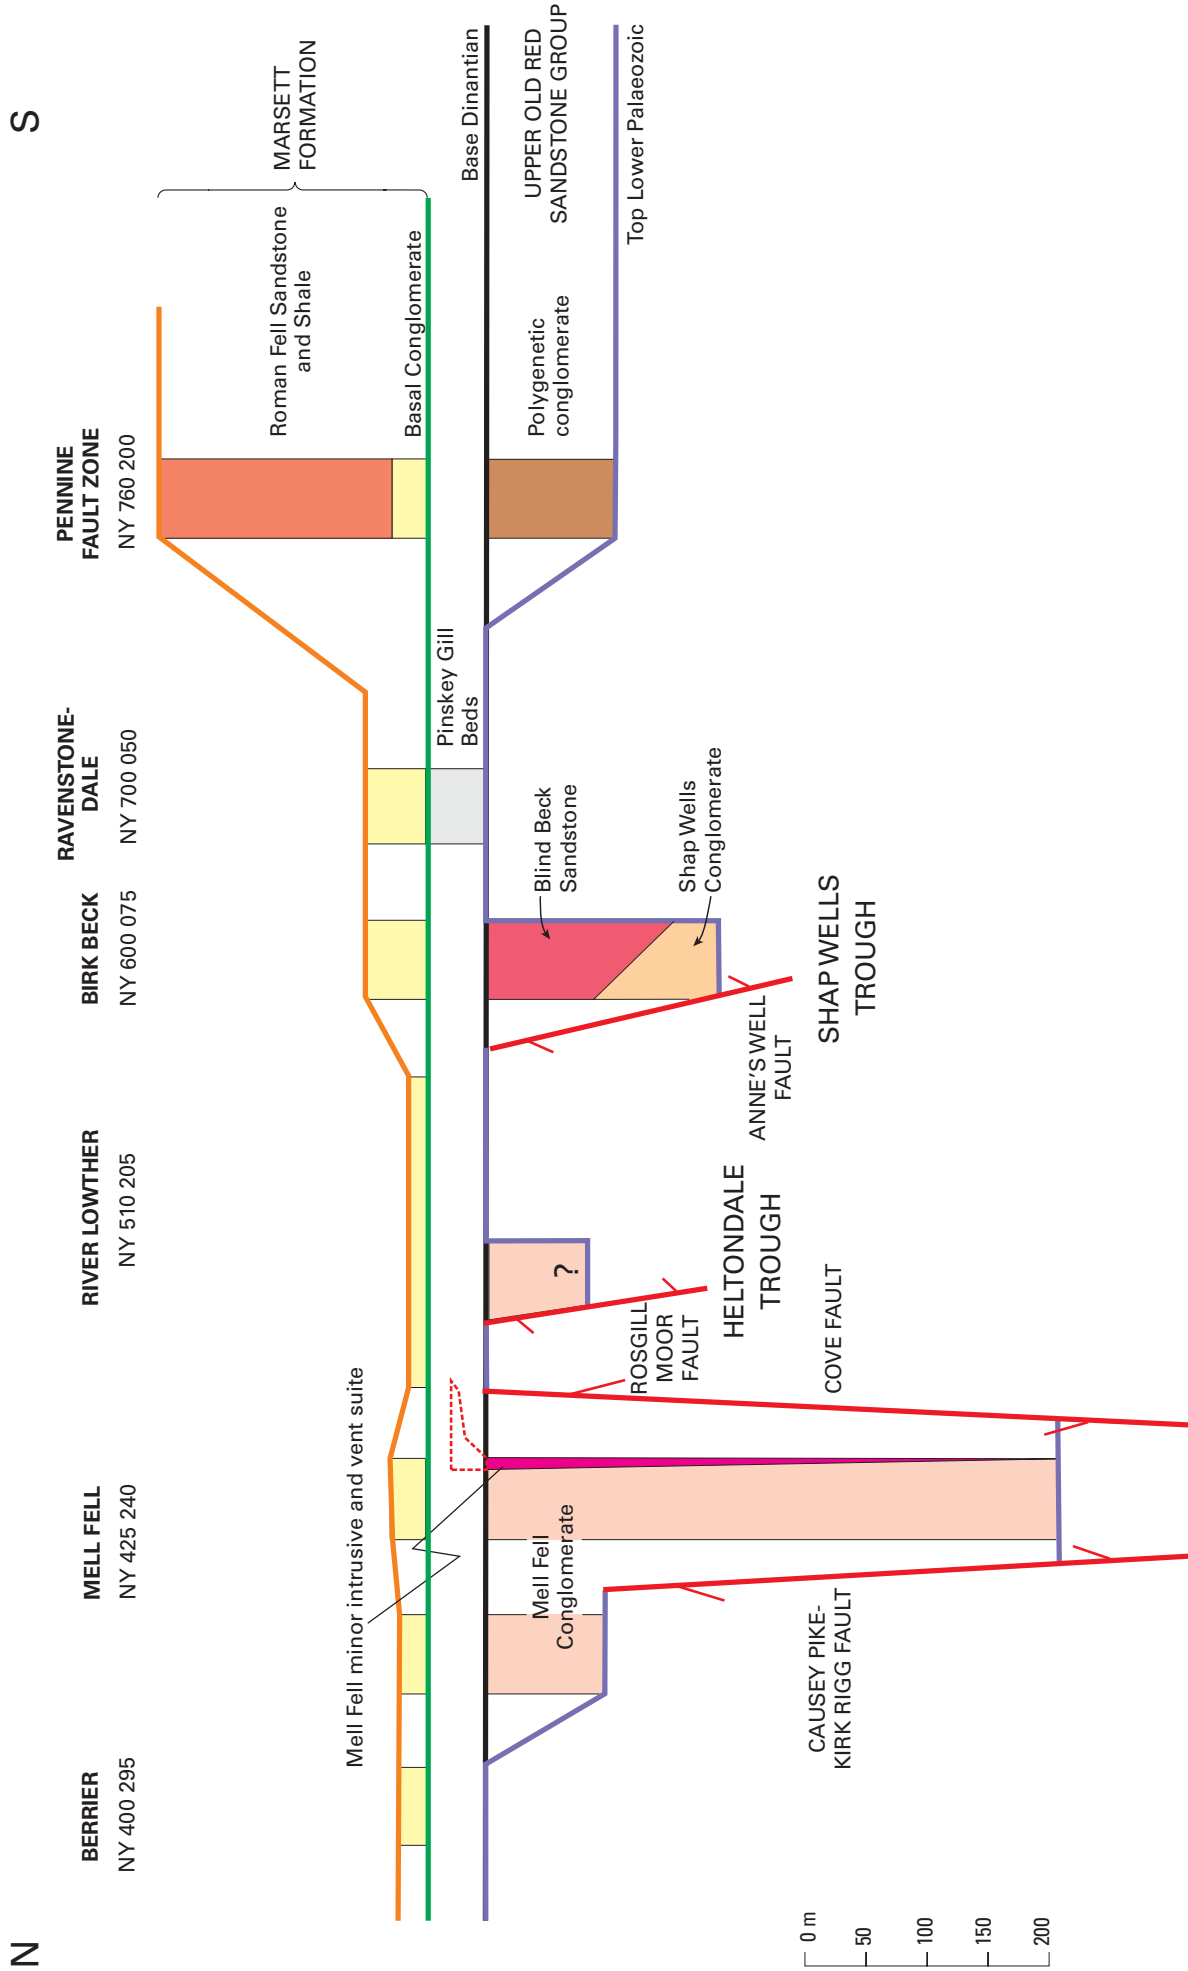 N
S
BERRIER
NY 400 295
MELL FELL
NY 425 240
RIVER LOWTHER
NY 510 205
BIRK BECK
NY 600 075
RAVENSTONE-
DALE
NY 700 050
PENNINE
FAULT ZONE
NY 760 200
MARSETT
FORMATION
Roman Fell Sandstone
and Shale
Basal Conglomerate
Mell Fell minor intrusive and vent suite
Pinskey Gill
Beds
Base Dinantian
UPPER OLD RED
SANDSTONE GROUP
Polygenetic
conglomerate
Top Lower Palaeozoic
Mell Fell
Conglomerate
?
Blind Beck
Sandstone
Shap Wells
Conglomerate
ROSGILL
MOOR
FAULT
HELTONDALE
TROUGH
ANNE'S WELL
FAULT
SHAP WELLS
TROUGH
CAUSEY PIKE-
KIRK RIGG FAULT
COVE FAULT
0 m
50
100
150
200